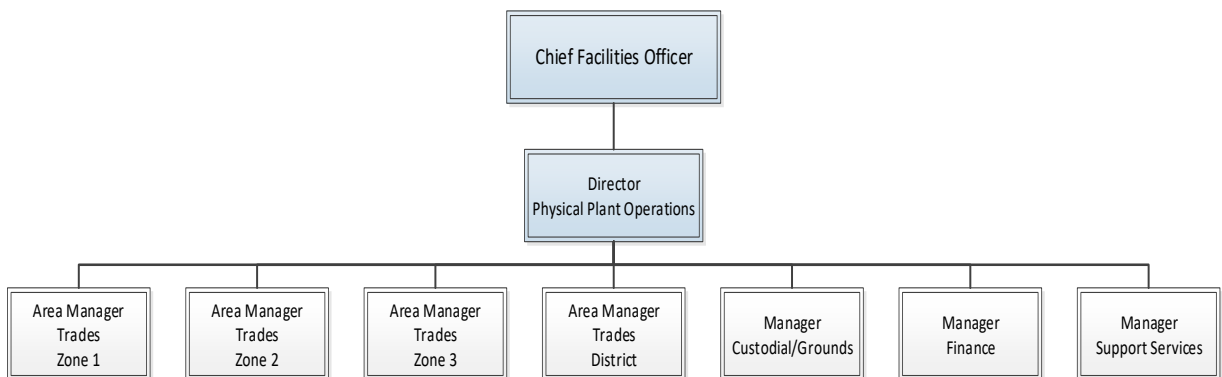 Chief Facilities Officer
Director
Physical Plant Operations
Area Manager
Trades
Zone 1
Area Manager
Trades
Zone 2
Area Manager
Trades
Zone 3
Area Manager
Trades
District
Manager
Custodial/Grounds
Manager
Finance
Manager
Support Services